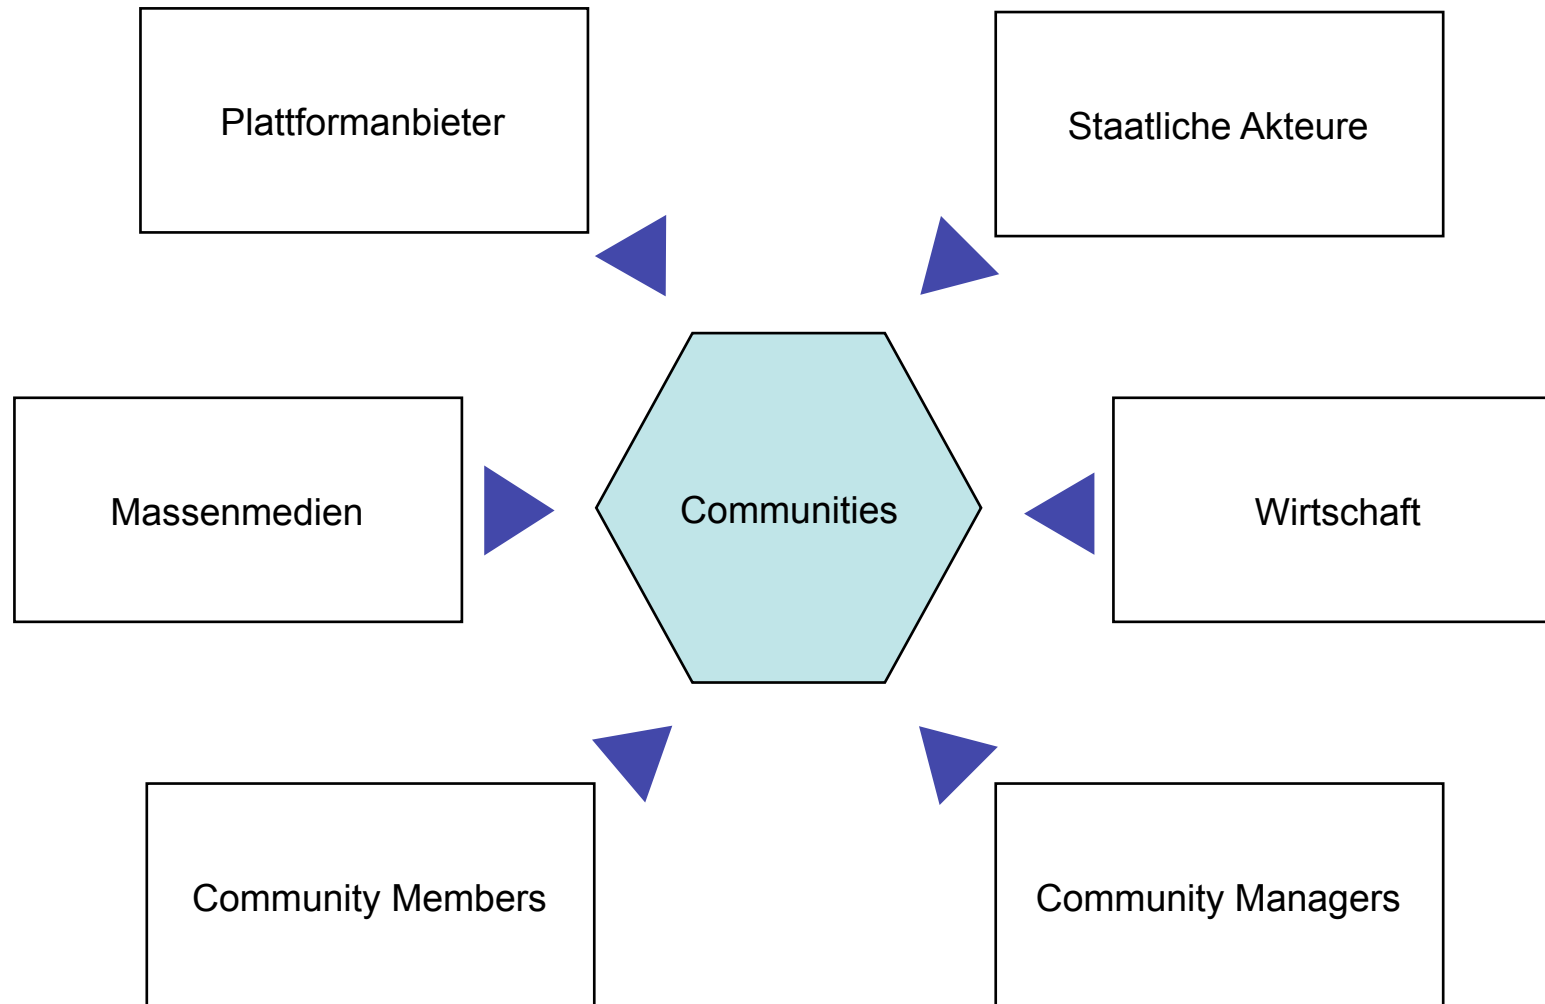 Plattformanbieter
Staatliche Akteure
Massenmedien
Communities
Wirtschaft
Community Members
Community Managers